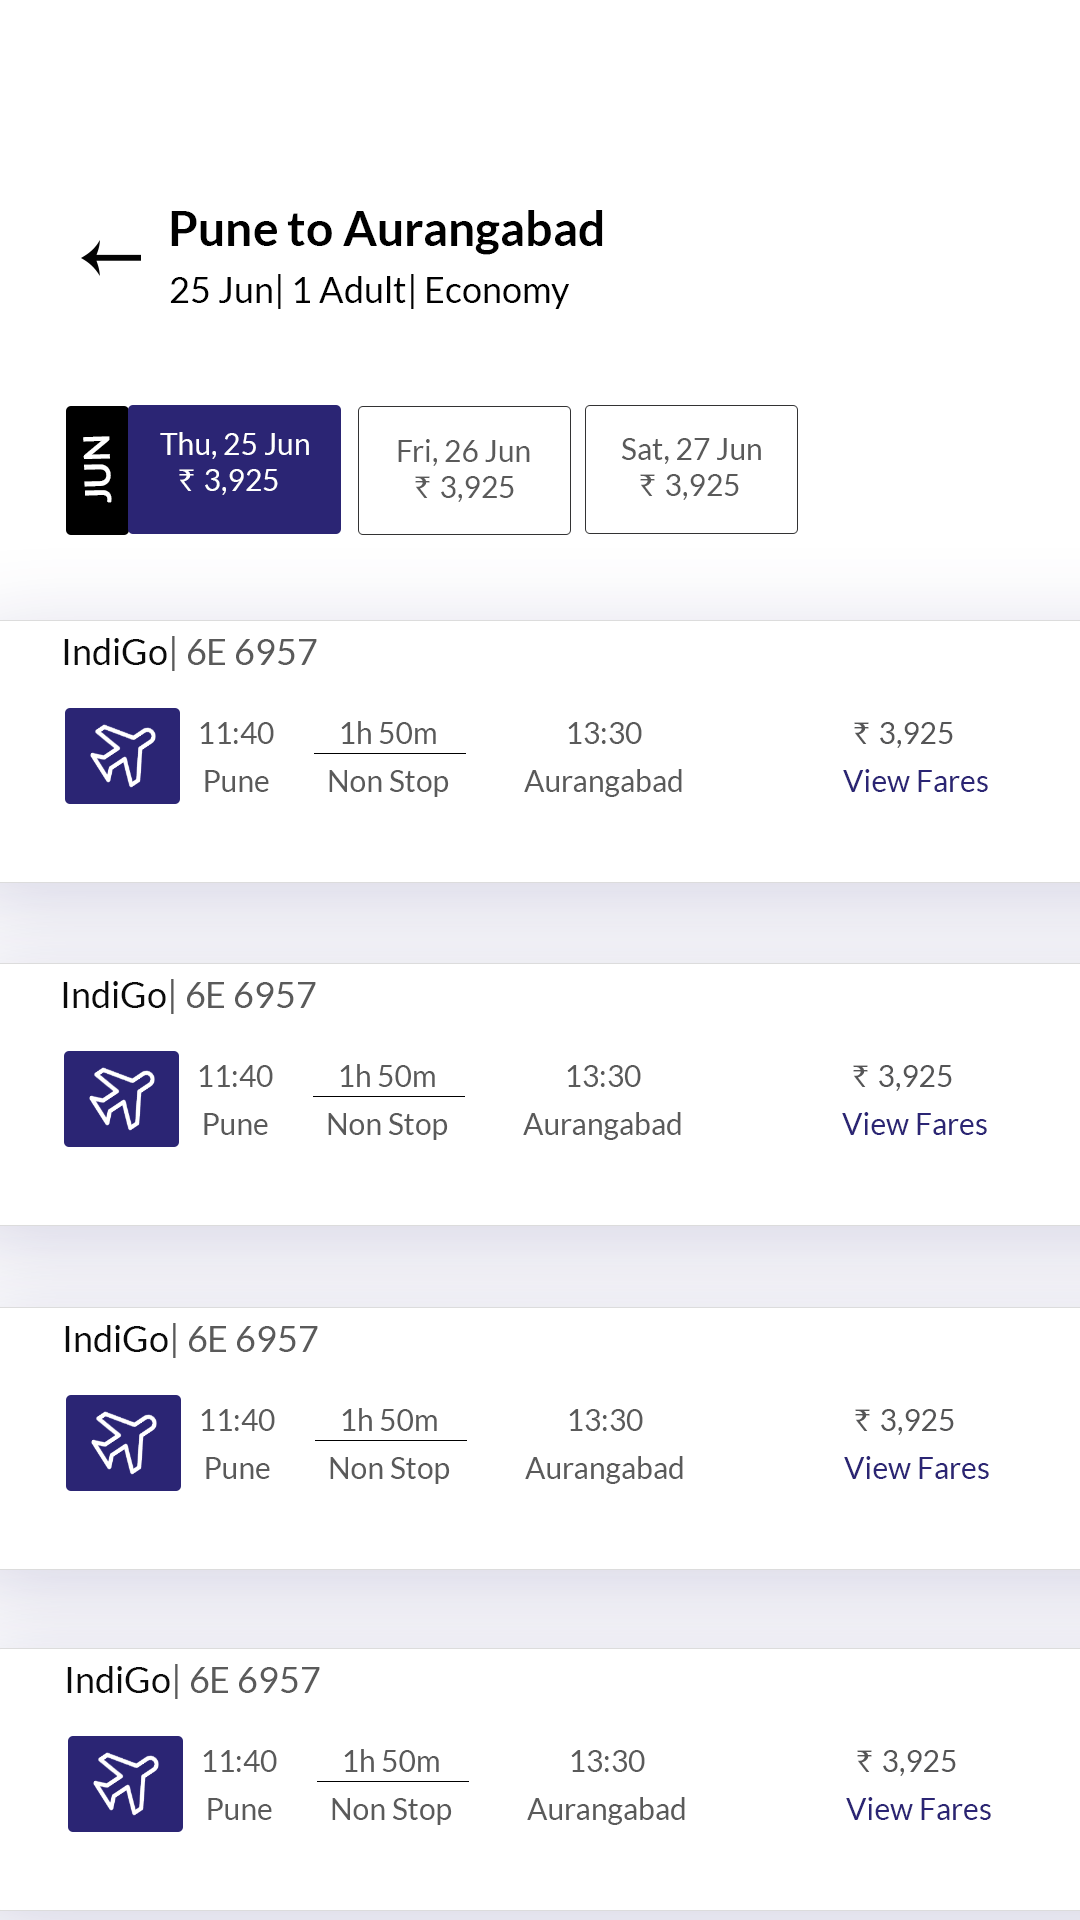 Pune to Aurangabad
25 Jun| 1 Adult| Economy
JUN
Thu, 25 Jun
₹ 3,925
Fri, 26 Jun
₹ 3,925
Sat, 27 Jun
₹ 3,925
IndiGo| 6E 6957
11:40 1h 50m 13:30 ₹ 3,925
Pune Non Stop Aurangabad View Fares
IndiGo| 6E 6957
11:40 1h 50m 13:30 ₹ 3,925
Pune Non Stop Aurangabad View Fares
IndiGo| 6E 6957
11:40 1h 50m 13:30 ₹ 3,925
Pune Non Stop Aurangabad View Fares
IndiGo| 6E 6957
11:40 1h 50m 13:30 ₹ 3,925
Pune Non Stop Aurangabad View Fares